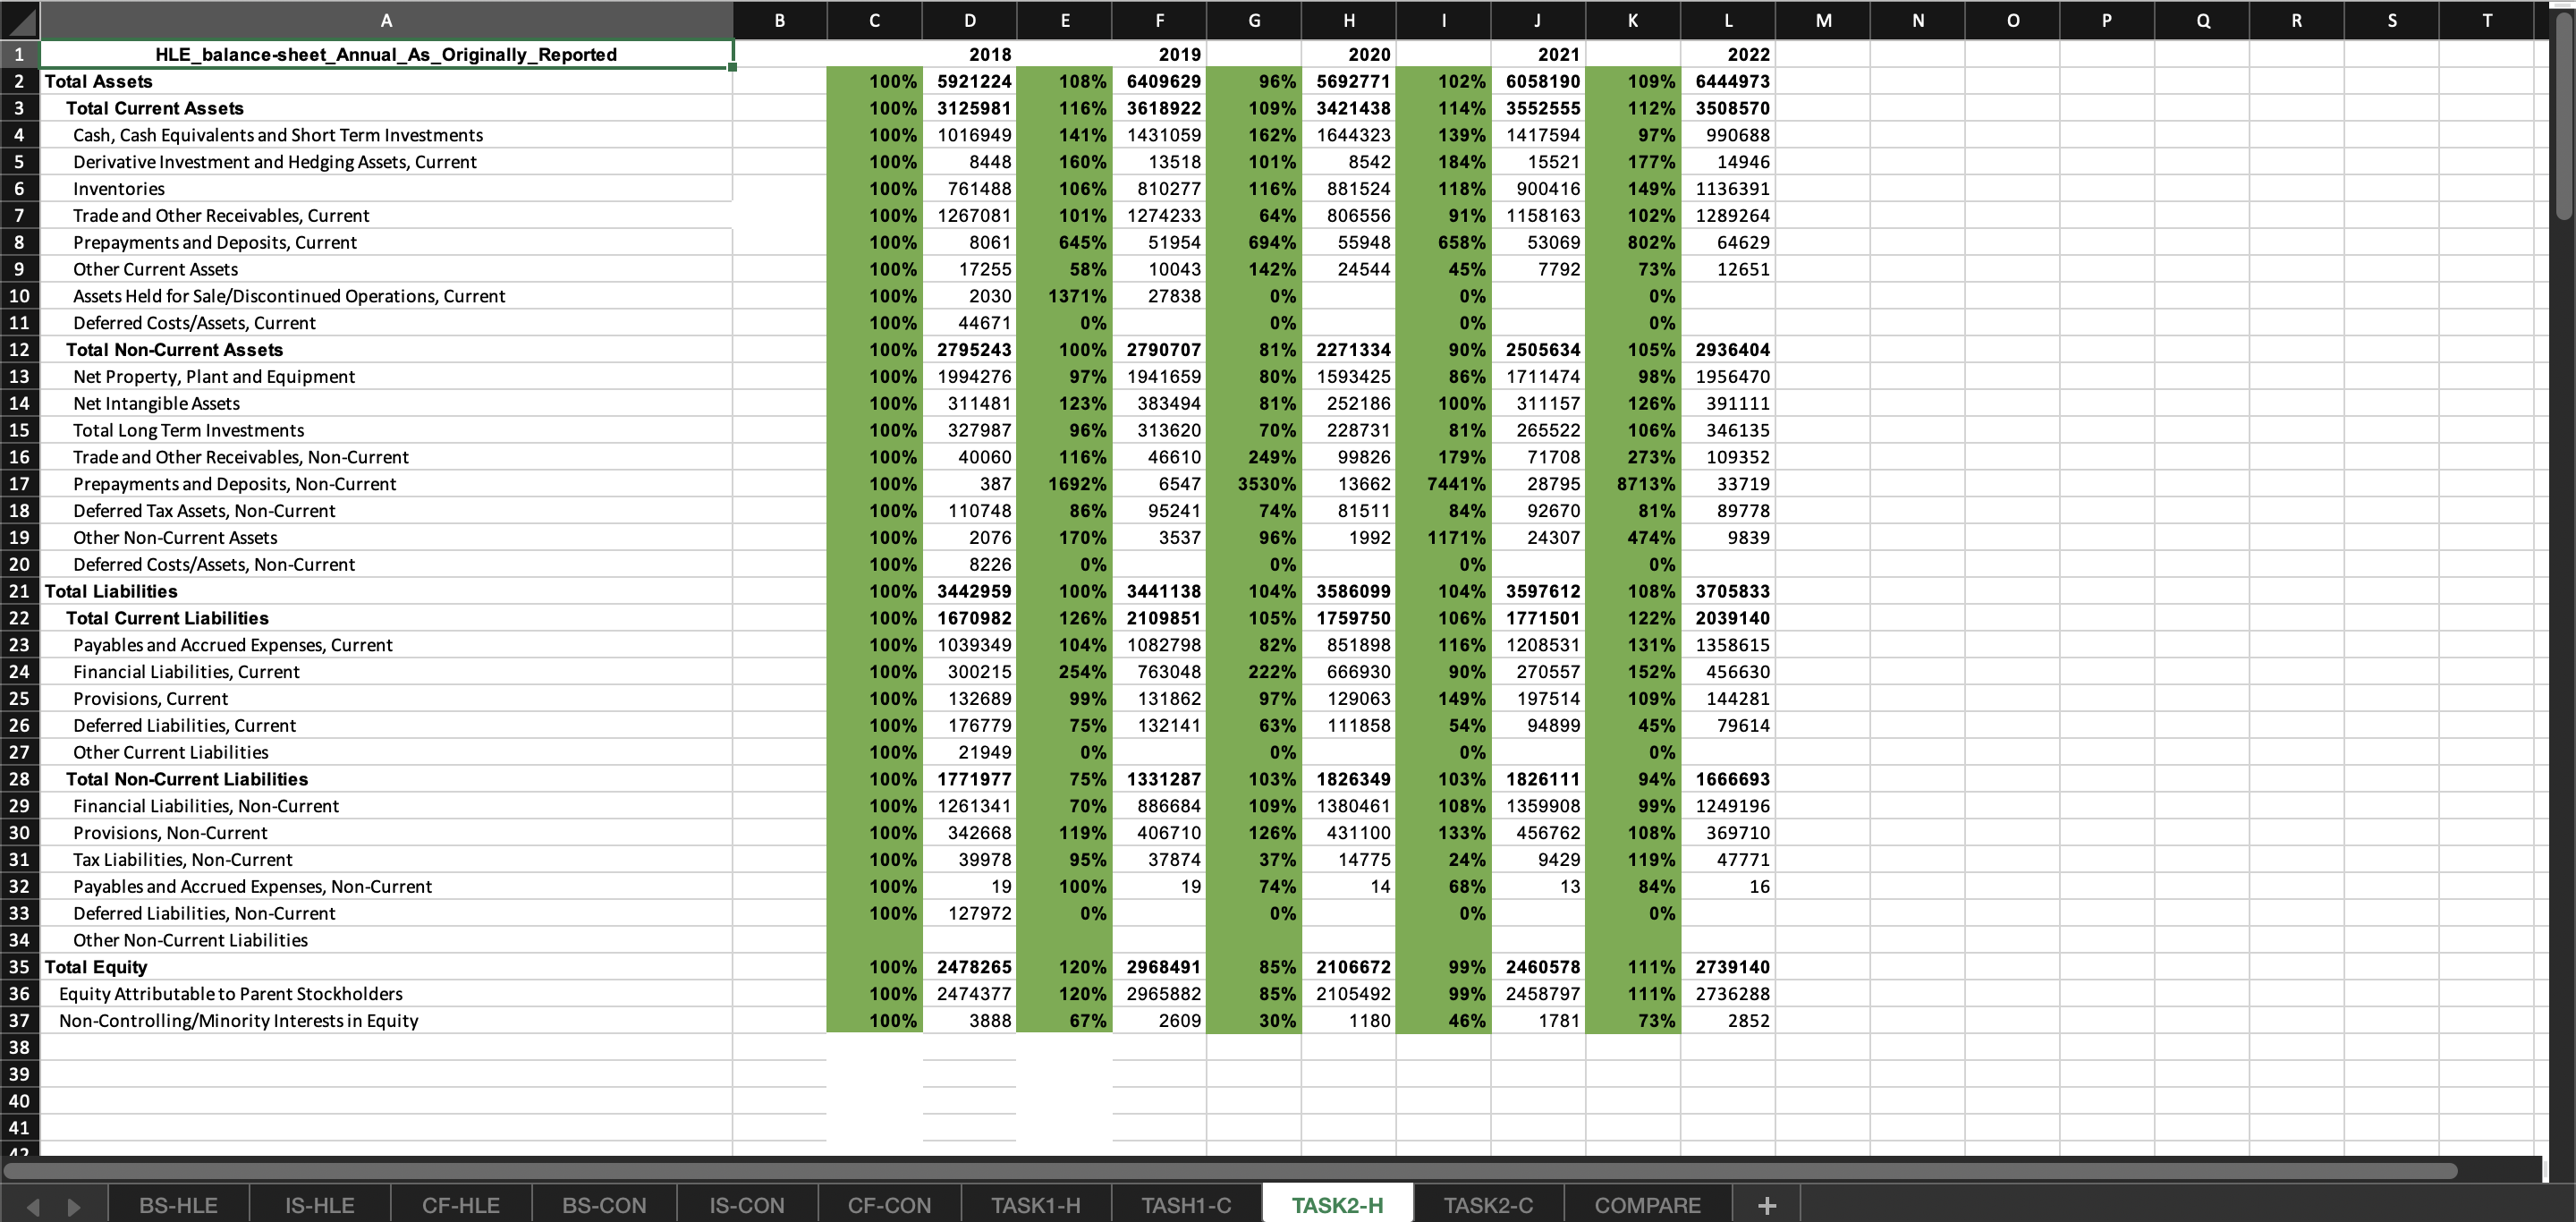 A B C D E F G H I J K L M N O P Q R S T
1 HLE_balance-sheet_Annual_As_Originally_Reported 2018 2019 2020 2021 2022
2 Total Assets 100% 5921224 108% 6409629 96% 5692771 102% 6058190 109% 6444973
3 Total Current Assets 100% 3125981 116% 3618922 109% 3421438 114% 3552555 112% 3508570
4 Cash, Cash Equivalents and Short Term Investments 100% 1016949 141% 1431059 162% 1644323 139% 1417594 97% 990688
5 Derivative Investment and Hedging Assets, Current 100% 8448 160% 13518 101% 8542 184% 15521 177% 14946
6 Inventories 100% 761488 106% 810277 116% 881524 118% 900416 149% 1136391
7 Trade and Other Receivables, Current 100% 1267081 101% 1274233 64% 806556 91% 1158163 102% 1289264
8 Prepayments and Deposits, Current 100% 8061 645% 51954 694% 55948 658% 53069 802% 64629
9 Other Current Assets 100% 17255 58% 10043 142% 24544 45% 7792 73% 12651
10 Assets Held for Sale/Discontinued Operations, Current 100% 2030 1371% 27838 0% 0% 0%
11 Deferred Costs/Assets, Current 100% 44671 0% 0% 0% 0%
12 Total Non-Current Assets 100% 2795243 100% 2790707 81% 2271334 90% 2505634 105% 2936404
13 Net Property, Plant and Equipment 100% 1994276 97% 1941659 80% 1593425 86% 1711474 98% 1956470
14 Net Intangible Assets 100% 311481 123% 383494 81% 252186 100% 311157 126% 391111
15 Total Long Term Investments 100% 327987 96% 313620 70% 228731 81% 265522 106% 346135
16 Trade and Other Receivables, Non-Current 100% 40060 116% 46610 249% 99826 179% 71708 273% 109352
17 Prepayments and Deposits, Non-Current 100% 387 1692% 6547 3530% 13662 7441% 28795 8713% 33719
18 Deferred Tax Assets, Non-Current 100% 110748 86% 95241 74% 81511 84% 92670 81% 89778
19 Other Non-Current Assets 100% 2076 170% 3537 96% 1992 1171% 24307 474% 9839
20 Deferred Costs/Assets, Non-Current 100% 8226 0% 0% 0% 0%
21 Total Liabilities 100% 3442959 100% 3441138 104% 3586099 104% 3597612 108% 3705833
22 Total Current Liabilities 100% 1670982 126% 2109851 105% 1759750 106% 1771501 122% 2039140
23 Payables and Accrued Expenses, Current 100% 1039349 104% 1082798 82% 851898 116% 1208531 131% 1358615
24 Financial Liabilities, Current 100% 300215 254% 763048 222% 666930 90% 270557 152% 456630
25 Provisions, Current 100% 132689 99% 131862 97% 129063 149% 197514 109% 144281
26 Deferred Liabilities, Current 100% 176779 75% 132141 63% 111858 54% 94899 45% 79614
27 Other Current Liabilities 100% 21949 0% 0% 0% 0%
28 Total Non-Current Liabilities 100% 1771977 75% 1331287 103% 1826349 103% 1826111 94% 1666693
29 Financial Liabilities, Non-Current 100% 1261341 70% 886684 109% 1380461 108% 1359908 99% 1249196
30 Provisions, Non-Current 100% 342668 119% 406710 126% 431100 133% 456762 108% 369710
31 Tax Liabilities, Non-Current 100% 39978 95% 37874 37% 14775 24% 9429 119% 47771
32 Payables and Accrued Expenses, Non-Current 100% 19 100% 19 74% 14 68% 13 84% 16
33 Deferred Liabilities, Non-Current 100% 127972 0% 0% 0% 0%
34 Other Non-Current Liabilities
35 Total Equity 100% 2478265 120% 2968491 85% 2106672 99% 2460578 111% 2739140
36 Equity Attributable to Parent Stockholders 100% 2474377 120% 2965882 85% 2105492 99% 2458797 111% 2736288
37 Non-Controlling/Minority Interests in Equity 100% 3888 67% 2609 30% 1180 46% 1781 73% 2852
38
39
40
41
42
BS-HLE IS-HLE CF-HLE BS-CON IS-CON CF-CON TASK1-H TASH1-C TASK2-H TASK2-C COMPARE +